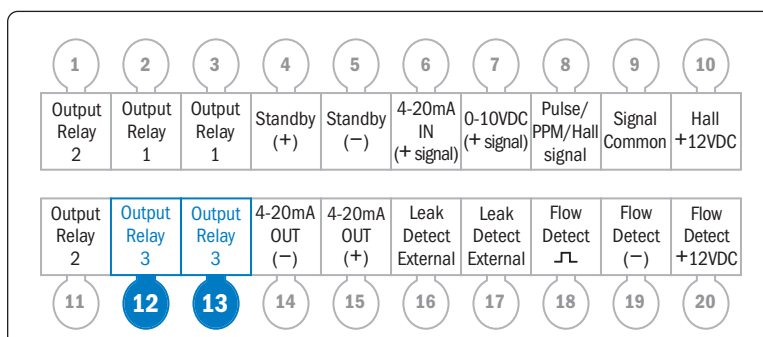 1 2 3 4 5 6 7 8 9 10
Output Relay 2
Output Relay 1
Output Relay 1
Standby (+)
Standby (−)
4-20mA IN (+ signal)
0-10VDC (+ signal)
Pulse/PPM/Hall signal
Signal Common
Hall +12VDC
Output Relay 2
Output Relay 3
Output Relay 3
4-20mA OUT (−)
4-20mA OUT (+)
Leak Detect External
Leak Detect External
Flow Detect ⎍
Flow Detect (−)
Flow Detect +12VDC
11 12 13 14 15 16 17 18 19 20